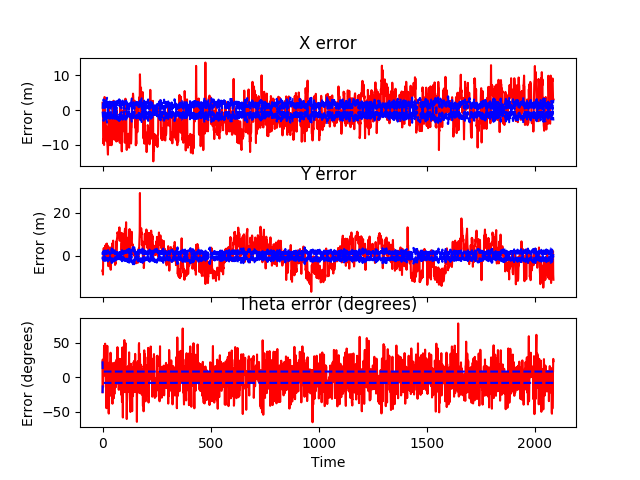 X error
Error (m)
10
0
−10
Y error
Error (m)
20
0
Theta error (degrees)
Error (degrees)
50
0
−50
0 500 1000 1500 2000
Time